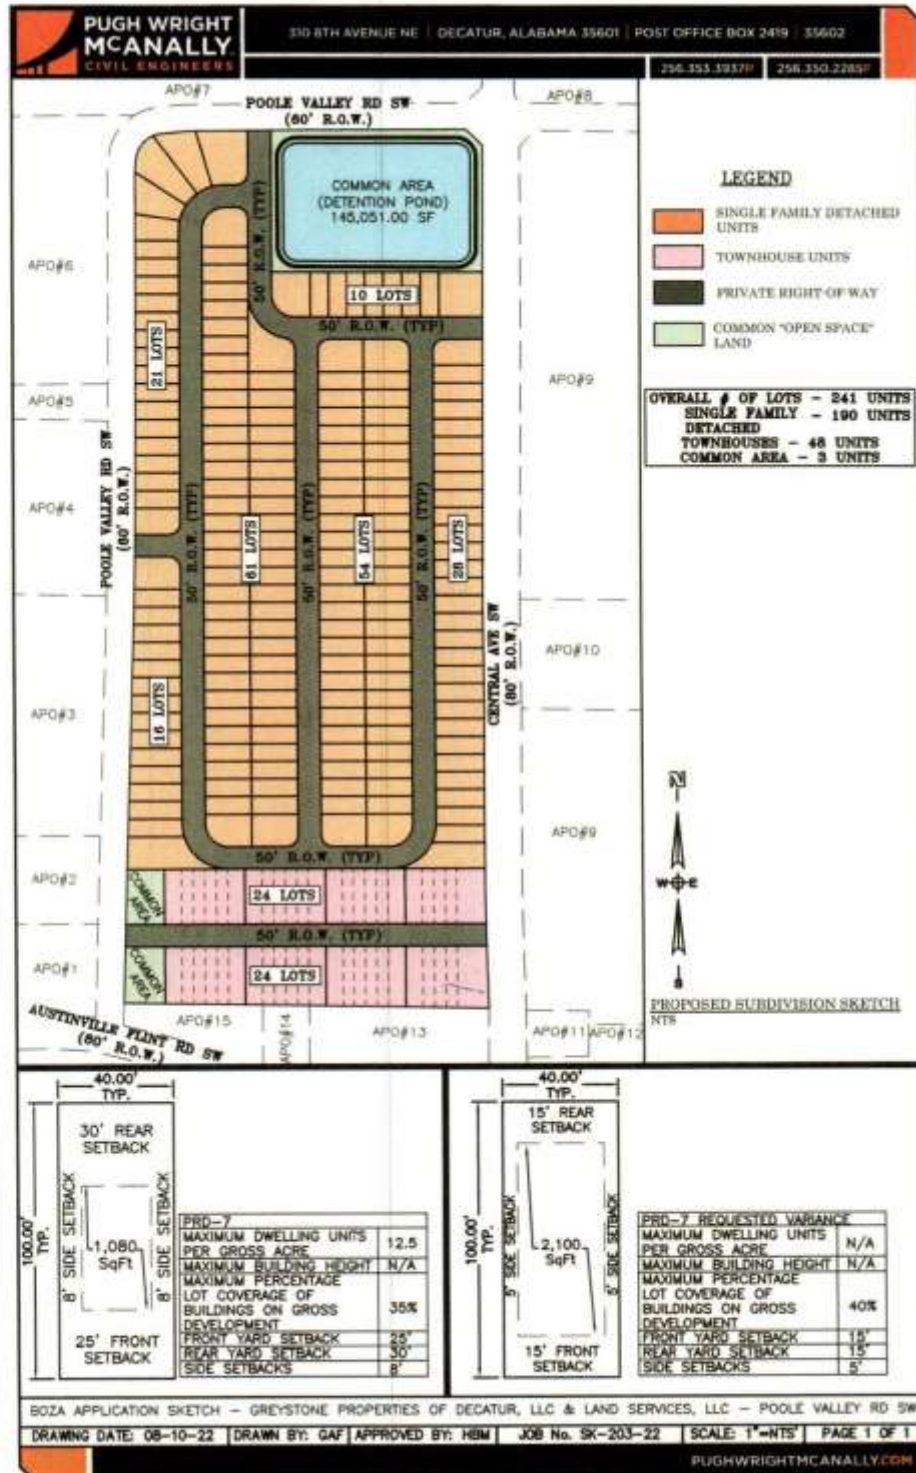 PUGH WRIGHT
MCANALLY
CIVIL ENGINEERS
310 8TH AVENUE NE | DECATUR, ALABAMA 35601 | POST OFFICE BOX 2419 | 35602
256.353.3937P | 256.350.2285F
APO#7
POOLE VALLEY RD SW
(60' R.O.W.)
APO#8
COMMON AREA
(DETENTION POND)
145,051.00 SF
50' R.O.W. (TYP)
10 LOTS
50' R.O.W. (TYP)
APO#6
21 LOTS
APO#5
POOLE VALLEY RD SW
(60' R.O.W.)
APO#4
50' R.O.W. (TYP)
61 LOTS
50' R.O.W. (TYP)
54 LOTS
50' R.O.W. (TYP)
28 LOTS
APO#9
CENTRAL AVE SW
(80' R.O.W.)
APO#10
APO#3
16 LOTS
APO#9
50' R.O.W. (TYP)
APO#2
COMMON
AREA
24 LOTS
50' R.O.W. (TYP)
APO#1
COMMON
AREA
24 LOTS
AUSTINVILLE FLINT RD SW
(80' R.O.W.)
APO#15
APO#14
APO#13
APO#11
APO#12
LEGEND
SINGLE FAMILY DETACHED
UNITS
TOWNHOUSE UNITS
PRIVATE RIGHT-OF-WAY
COMMON "OPEN SPACE"
LAND
OVERALL # OF LOTS - 241 UNITS
SINGLE FAMILY - 190 UNITS
DETACHED
TOWNHOUSES - 48 UNITS
COMMON AREA - 3 UNITS
N
W E
S
PROPOSED SUBDIVISION SKETCH
NTS
40.00'
TYP.
30' REAR
SETBACK
100.00'
TYP.
8' SIDE SETBACK
1,080
SqFt
8' SIDE SETBACK
25' FRONT
SETBACK
PRD-7
MAXIMUM DWELLING UNITS
PER GROSS ACRE 12.5
MAXIMUM BUILDING HEIGHT N/A
MAXIMUM PERCENTAGE
LOT COVERAGE OF
BUILDINGS ON GROSS
DEVELOPMENT 35%
FRONT YARD SETBACK 25'
REAR YARD SETBACK 30'
SIDE SETBACKS 8'
40.00'
TYP.
15' REAR
SETBACK
100.00'
TYP.
5' SIDE SETBACK
2,100
SqFt
5' SIDE SETBACK
15' FRONT
SETBACK
PRD-7 REQUESTED VARIANCE
MAXIMUM DWELLING UNITS
PER GROSS ACRE N/A
MAXIMUM BUILDING HEIGHT N/A
MAXIMUM PERCENTAGE
LOT COVERAGE OF
BUILDINGS ON GROSS
DEVELOPMENT 40%
FRONT YARD SETBACK 15'
REAR YARD SETBACK 15'
SIDE SETBACKS 5'
BOZA APPLICATION SKETCH - GREYSTONE PROPERTIES OF DECATUR, LLC & LAND SERVICES, LLC - POOLE VALLEY RD SW
DRAWING DATE: 08-10-22 DRAWN BY: GAF APPROVED BY: HBM JOB No. SK-203-22 SCALE: 1"=NTS' PAGE 1 OF 1
PUGHWRIGHTMCANALLY.COM